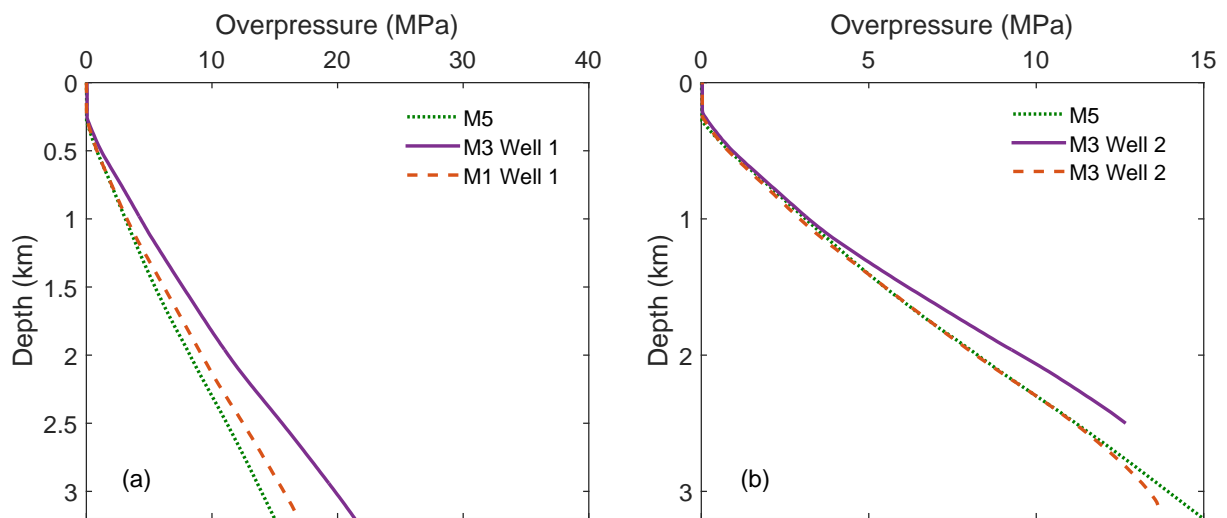 Overpressure (MPa)
0 10 20 30 40
0
0.5
1
1.5
2
2.5
3
Depth (km)
M5
M3 Well 1
M1 Well 1
(a)
Overpressure (MPa)
0 5 10 15
0
1
2
3
Depth (km)
M5
M3 Well 2
M3 Well 2
(b)